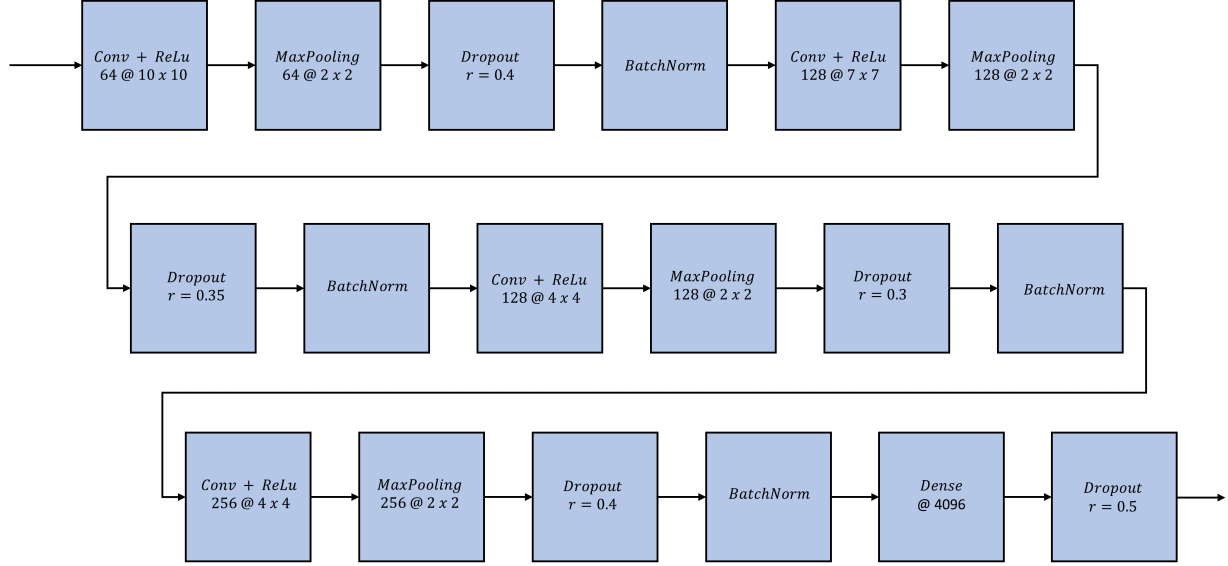 Conv + ReLu
64 @ 10 x 10
MaxPooling
64 @ 2 x 2
Dropout
r = 0.4
BatchNorm
Conv + ReLu
128 @ 7 x 7
MaxPooling
128 @ 2 x 2
Dropout
r = 0.35
BatchNorm
Conv + ReLu
128 @ 4 x 4
MaxPooling
128 @ 2 x 2
Dropout
r = 0.3
BatchNorm
Conv + ReLu
256 @ 4 x 4
MaxPooling
256 @ 2 x 2
Dropout
r = 0.4
BatchNorm
Dense
@ 4096
Dropout
r = 0.5